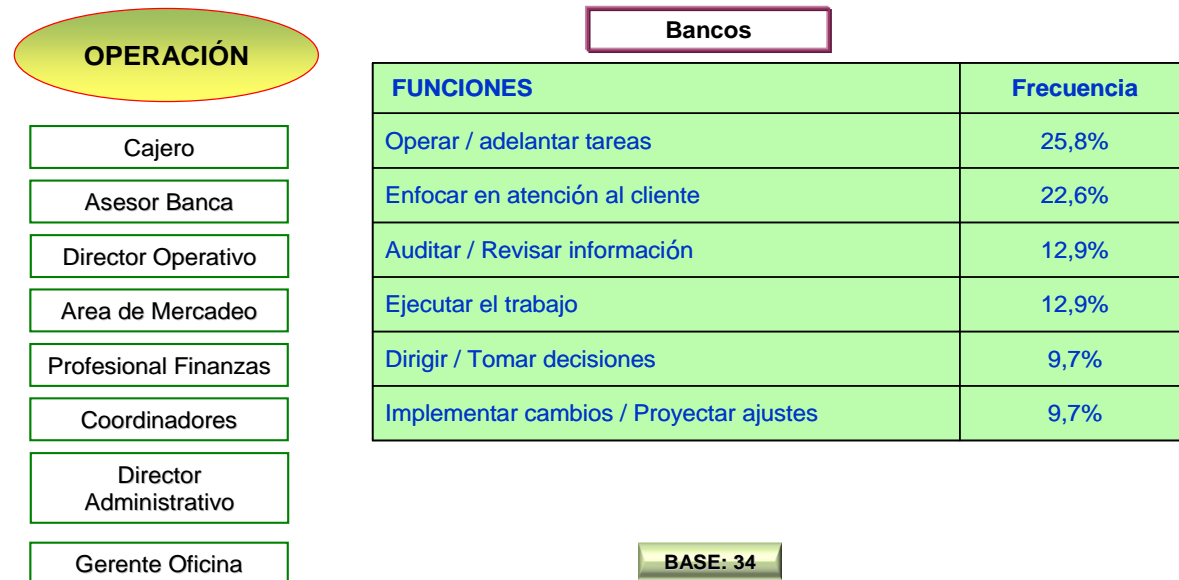 OPERACIÓN
Cajero
Asesor Banca
Director Operativo
Area de Mercadeo
Profesional Finanzas
Coordinadores
Director
Administrativo
Gerente Oficina
Bancos
FUNCIONES Frecuencia
Operar / adelantar tareas 25,8%
Enfocar en atención al cliente 22,6%
Auditar / Revisar información 12,9%
Ejecutar el trabajo 12,9%
Dirigir / Tomar decisiones 9,7%
Implementar cambios / Proyectar ajustes 9,7%
BASE: 34